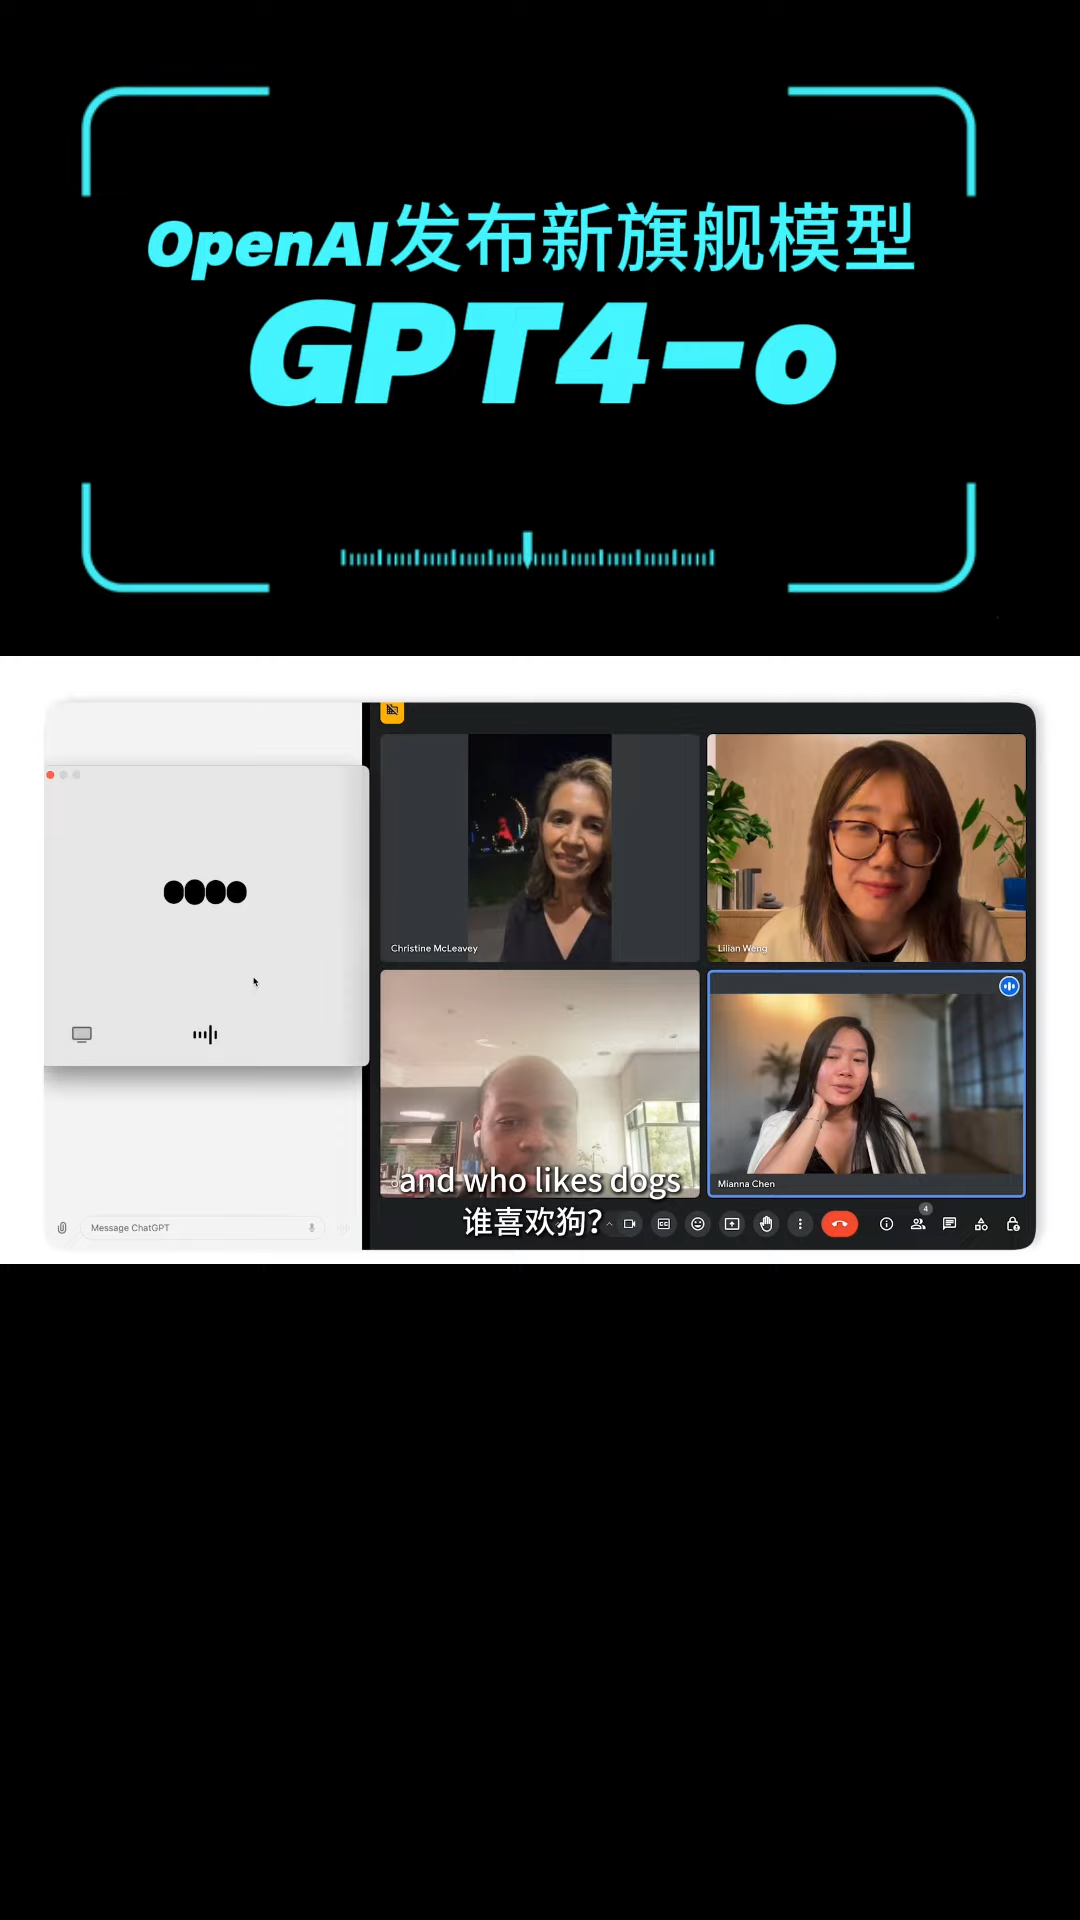 OpenAI发布新旗舰模型
GPT4-o
Christine McLeavey
Lilian Weng
Mianna Chen
and who likes dogs
谁喜欢狗?
Message ChatGPT
4